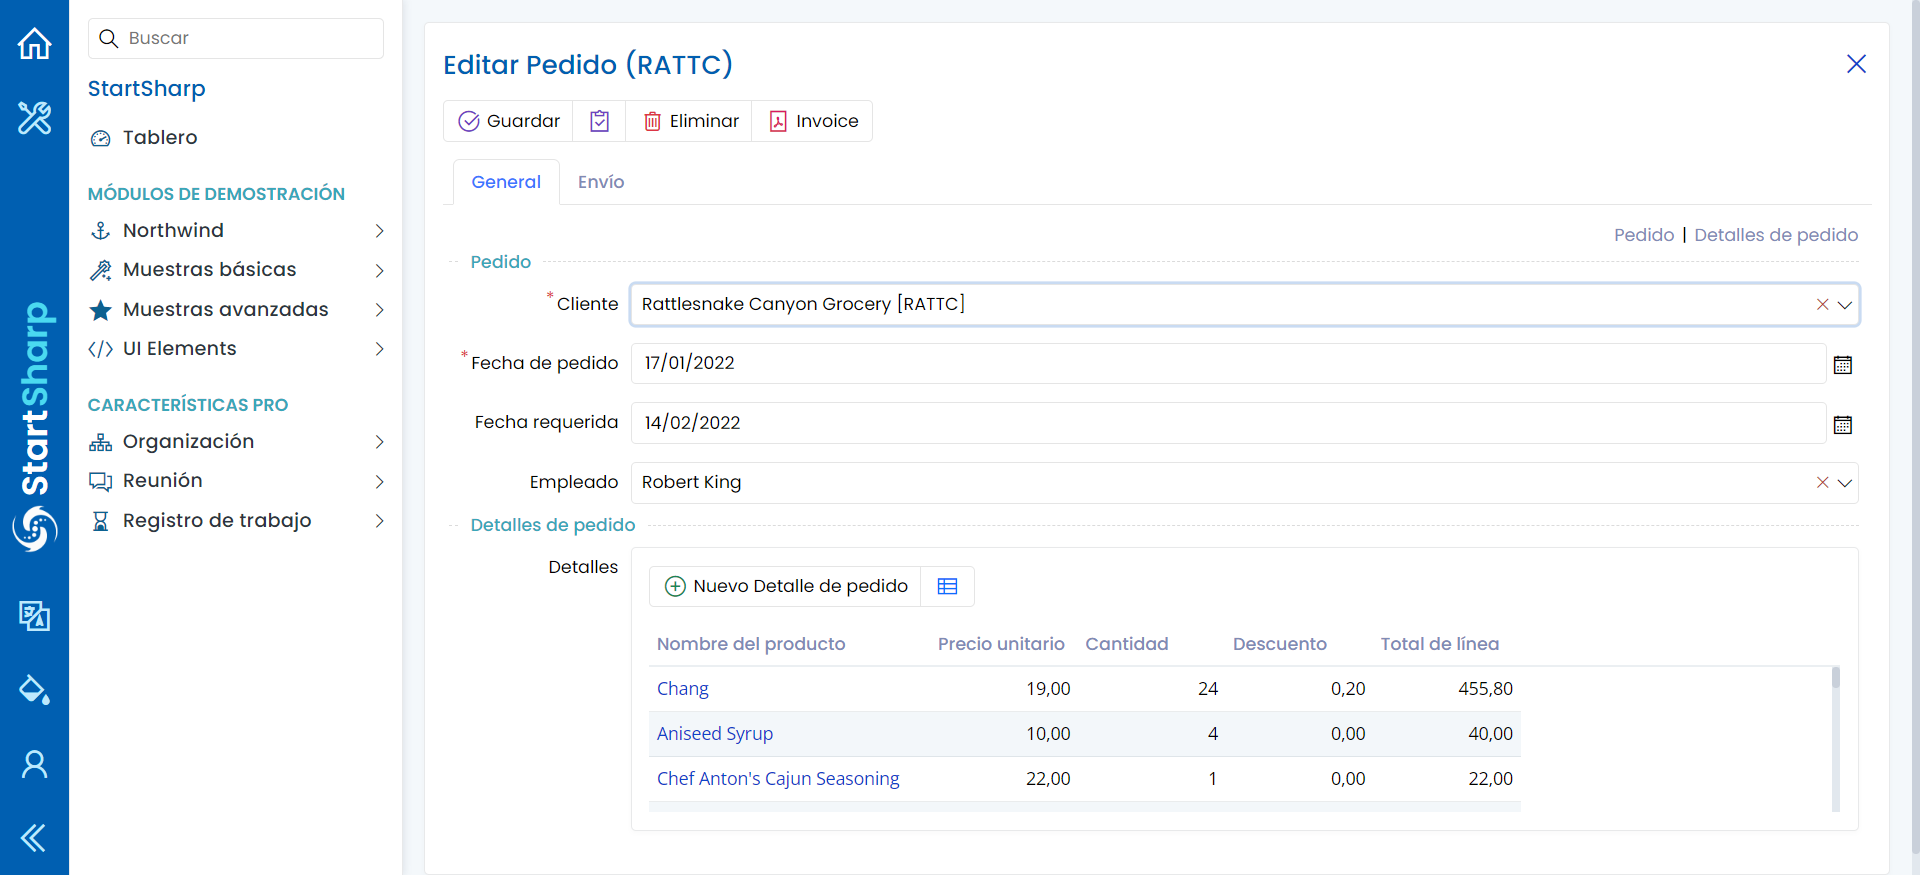 Buscar
StartSharp
Tablero
MÓDULOS DE DEMOSTRACIÓN
Northwind
Muestras básicas
Muestras avanzadas
UI Elements
CARACTERÍSTICAS PRO
Organización
Reunión
Registro de trabajo
StartSharp
Editar Pedido (RATTC)
Guardar
Eliminar
Invoice
General
Envío
Pedido | Detalles de pedido
Pedido
* Cliente Rattlesnake Canyon Grocery [RATTC]
* Fecha de pedido 17/01/2022
Fecha requerida 14/02/2022
Empleado Robert King
Detalles de pedido
Detalles
Nuevo Detalle de pedido
Nombre del producto Precio unitario Cantidad Descuento Total de línea
Chang 19,00 24 0,20 455,80
Aniseed Syrup 10,00 4 0,00 40,00
Chef Anton's Cajun Seasoning 22,00 1 0,00 22,00